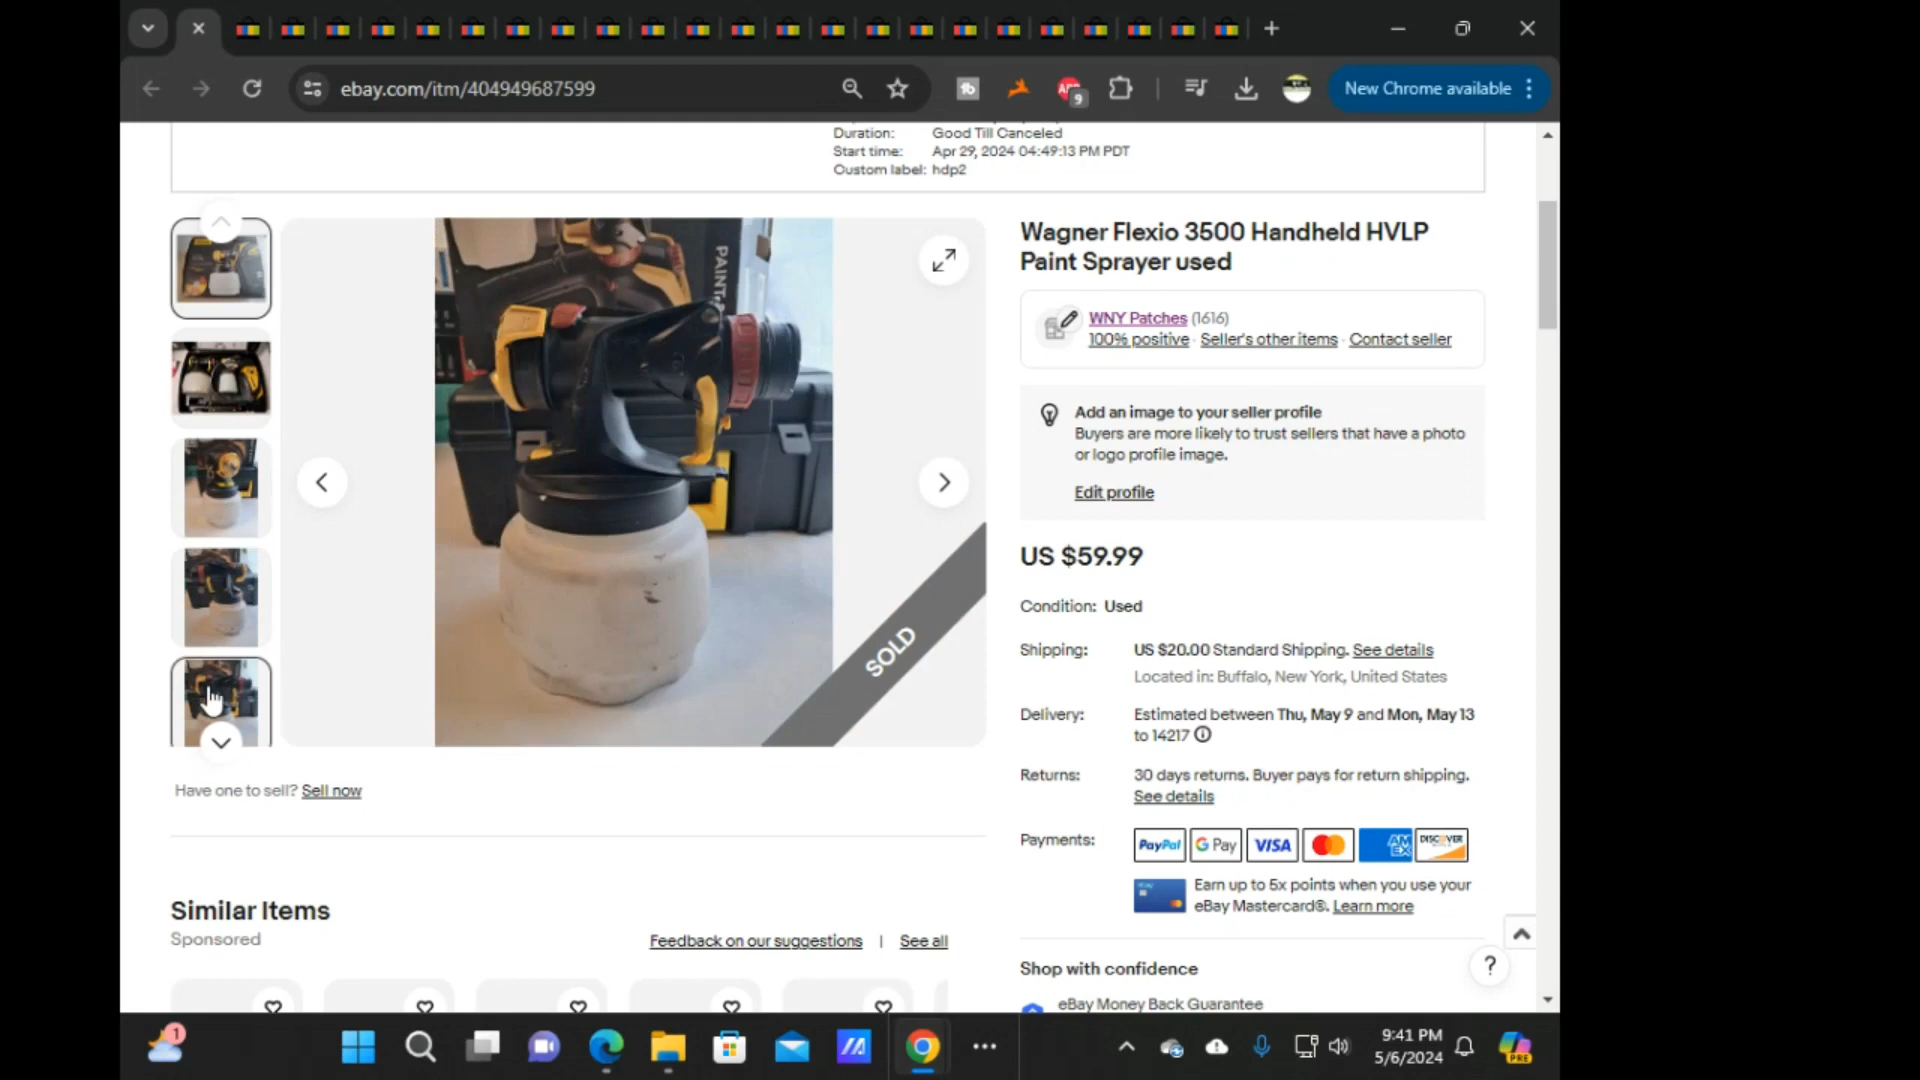 ebay.com/itm/404949687599
9
New Chrome available
Duration: Good Till Canceled
Start time: Apr 29, 2024 04:49:13 PM PDT
Custom label: hdp2
PAINT
SOLD
Wagner Flexio 3500 Handheld HVLP
Paint Sprayer used
WNY Patches (1616)
100% positive · Seller's other items · Contact seller
Add an image to your seller profile
Buyers are more likely to trust sellers that have a photo
or logo profile image.
Edit profile
US $59.99
Condition: Used
Shipping: US $20.00 Standard Shipping. See details
Located in: Buffalo, New York, United States
Delivery: Estimated between Thu, May 9 and Mon, May 13
to 14217
Returns: 30 days returns. Buyer pays for return shipping.
See details
Payments: PayPal G Pay VISA AM EX DISCOVER
Earn up to 5x points when you use your
eBay Mastercard®. Learn more
Shop with confidence
eBay Money Back Guarantee
Have one to sell? Sell now
Similar Items
Sponsored
Feedback on our suggestions | See all
?
1
9:41 PM
5/6/2024
PRE